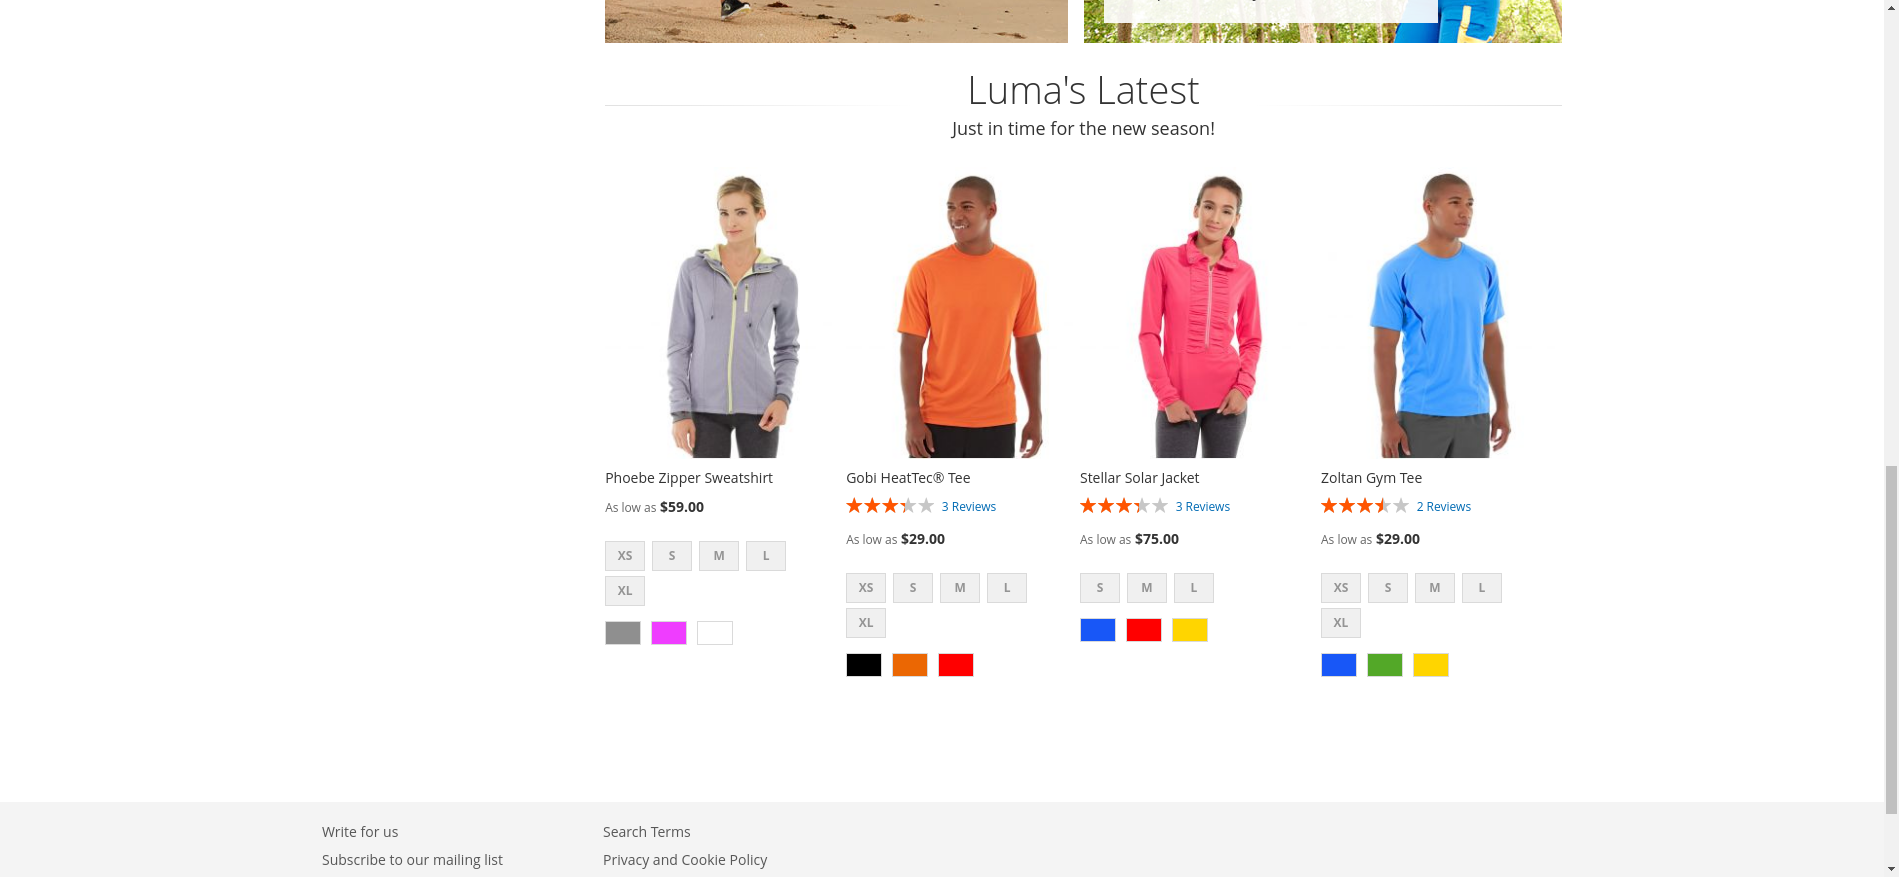 Luma's Latest
Just in time for the new season!
Phoebe Zipper Sweatshirt
As low as $59.00
XS S M L
XL
Gobi HeatTec® Tee
3 Reviews
As low as $29.00
XS S M L
XL
Stellar Solar Jacket
3 Reviews
As low as $75.00
S M L
Zoltan Gym Tee
2 Reviews
As low as $29.00
XS S M L
XL
Write for us
Subscribe to our mailing list
Search Terms
Privacy and Cookie Policy